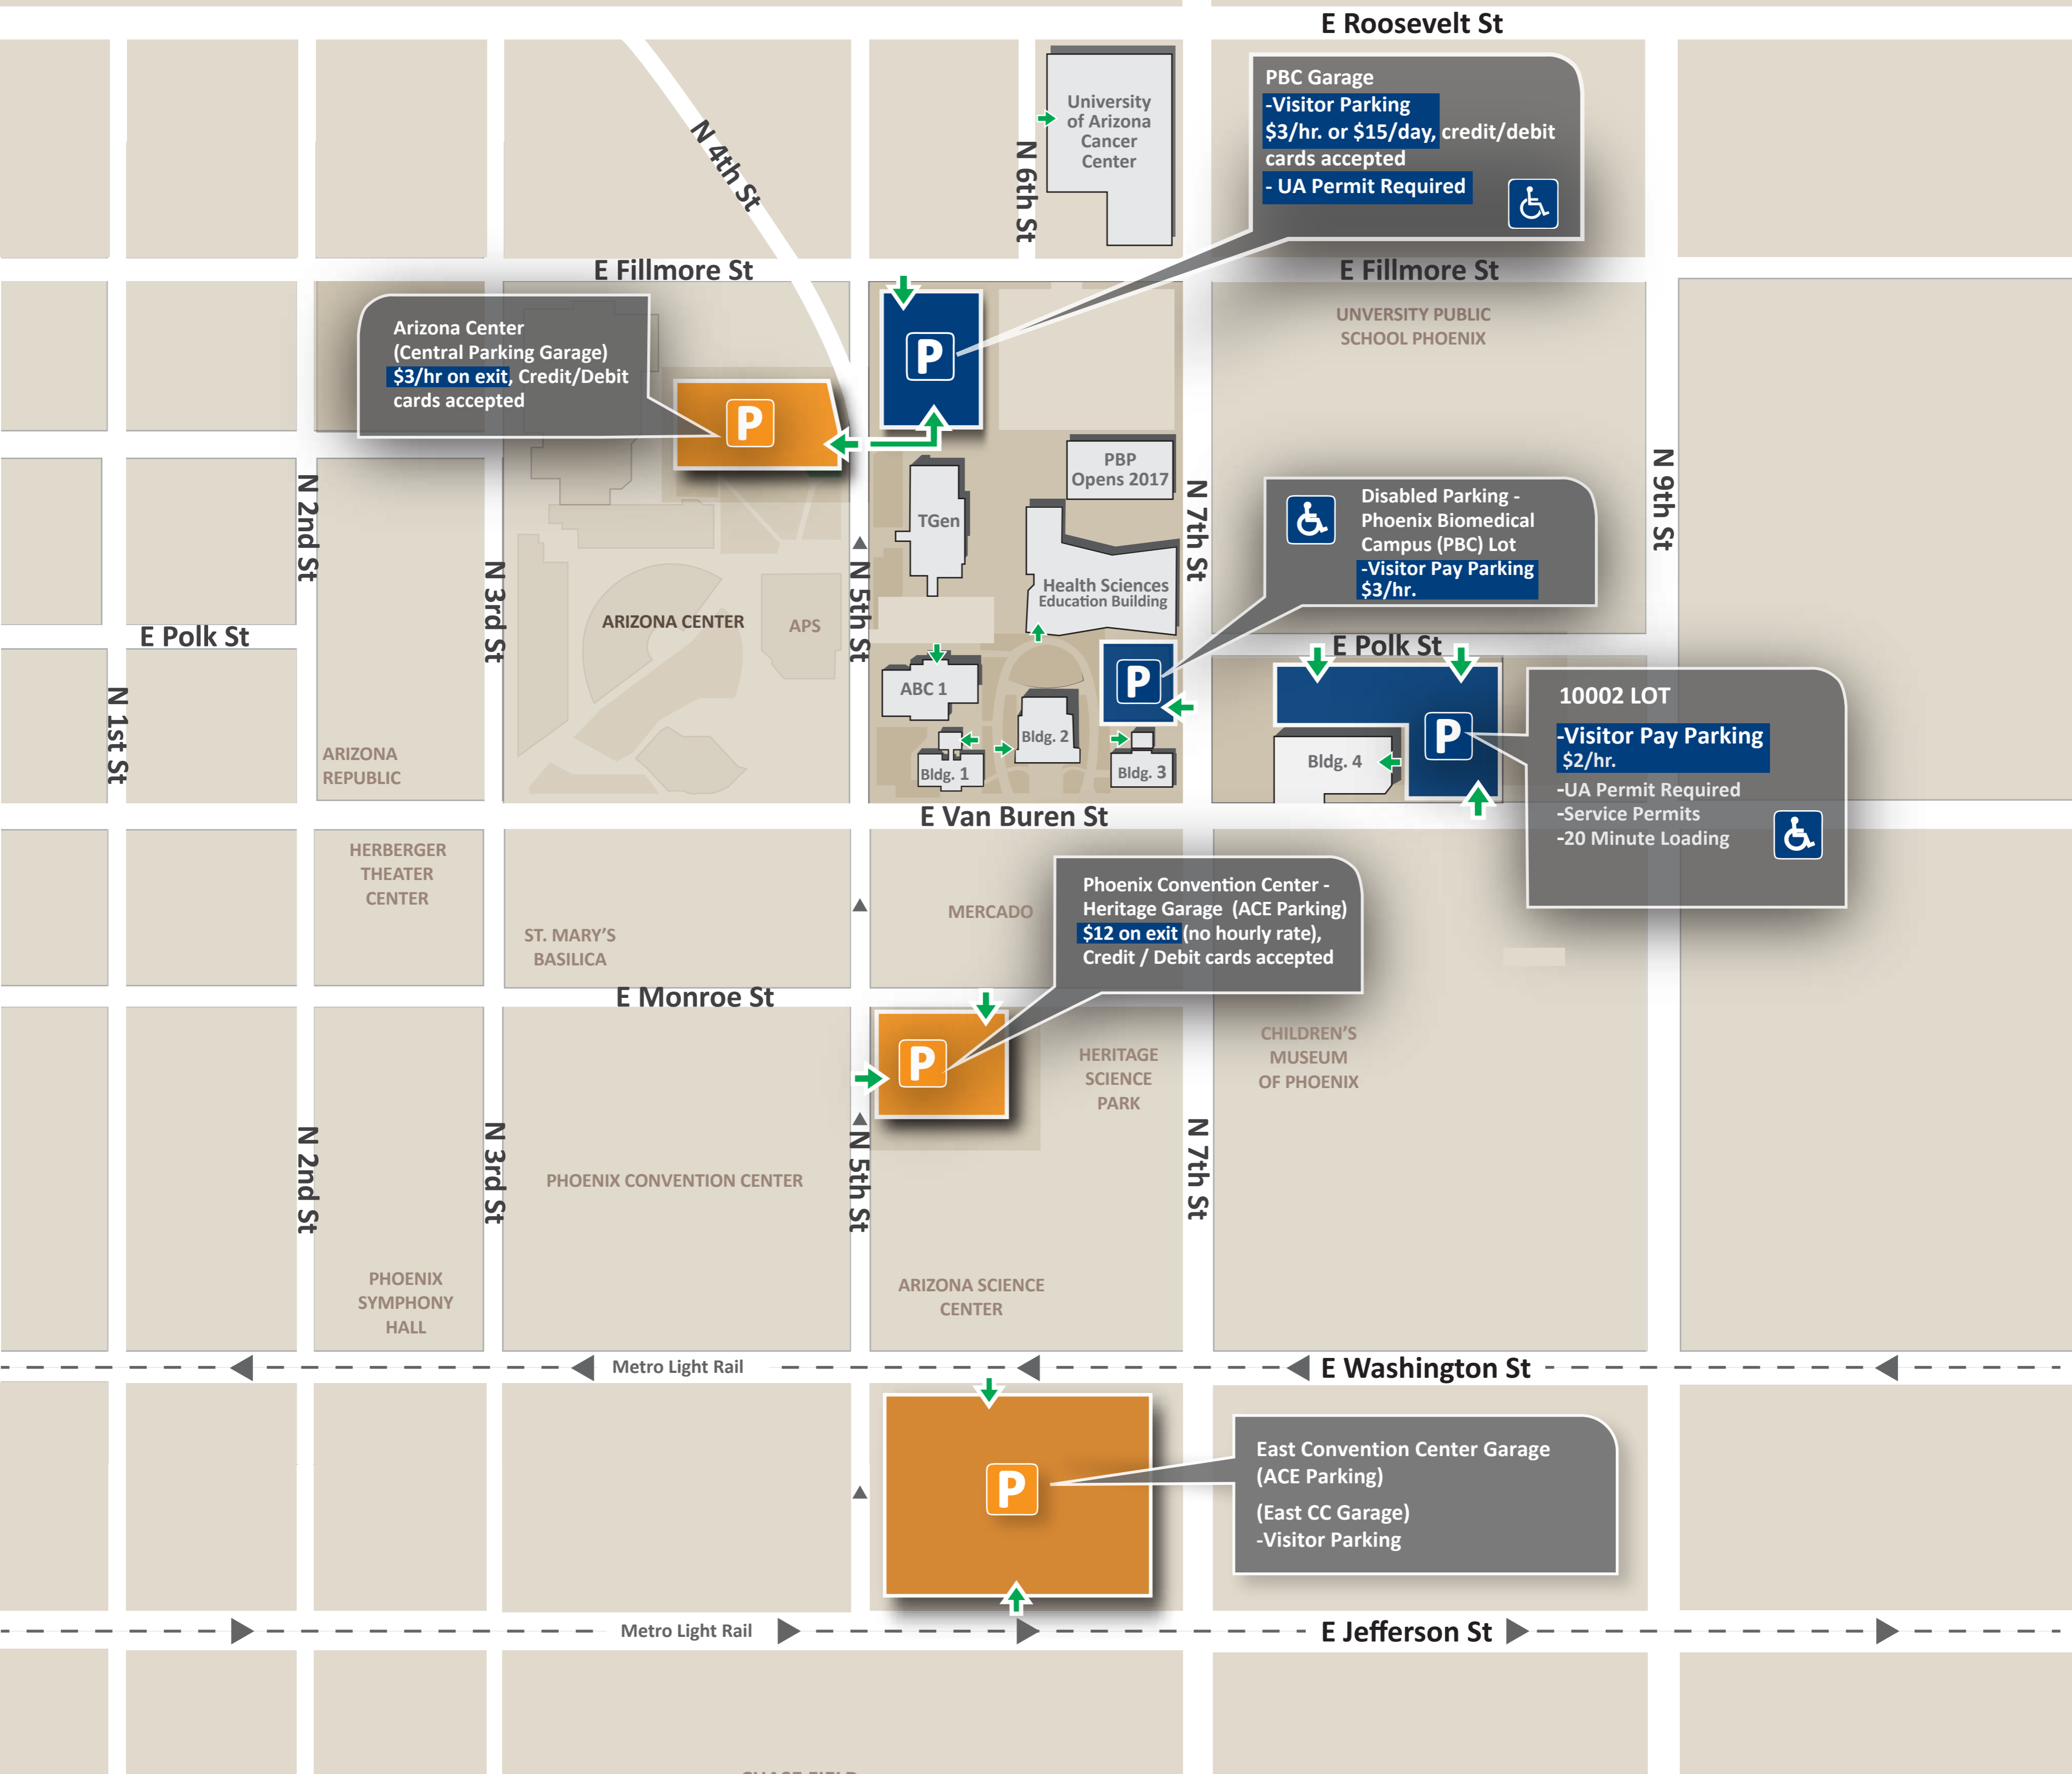 E Roosevelt St
PBC Garage
-Visitor Parking
$3/hr. or $15/day, credit/debit
cards accepted
- UA Permit Required
University
of Arizona
Cancer
Center
N 4th St
N 6th St
E Fillmore St
E Fillmore St
Arizona Center
(Central Parking Garage)
$3/hr on exit, Credit/Debit
cards accepted
P
P
UNVERSITY PUBLIC
SCHOOL PHOENIX
PBP
Opens 2017
TGen
N 2nd St
N 3rd St
N 5th St
N 7th St
N 9th St
Disabled Parking -
Phoenix Biomedical
Campus (PBC) Lot
-Visitor Pay Parking
$3/hr.
Health Sciences
Education Building
ARIZONA CENTER
APS
E Polk St
E Polk St
N 1st St
ABC 1
P
Bldg. 1
Bldg. 2
Bldg. 3
Bldg. 4
P
10002 LOT
-Visitor Pay Parking
$2/hr.
-UA Permit Required
-Service Permits
-20 Minute Loading
ARIZONA
REPUBLIC
E Van Buren St
HERBERGER
THEATER
CENTER
ST. MARY'S
BASILICA
MERCADO
Phoenix Convention Center -
Heritage Garage (ACE Parking)
$12 on exit (no hourly rate),
Credit / Debit cards accepted
E Monroe St
P
HERITAGE
SCIENCE
PARK
CHILDREN'S
MUSEUM
OF PHOENIX
N 2nd St
N 3rd St
N 5th St
N 7th St
PHOENIX CONVENTION CENTER
PHOENIX
SYMPHONY
HALL
ARIZONA SCIENCE
CENTER
Metro Light Rail
E Washington St
P
East Convention Center Garage
(ACE Parking)
(East CC Garage)
-Visitor Parking
Metro Light Rail
E Jefferson St